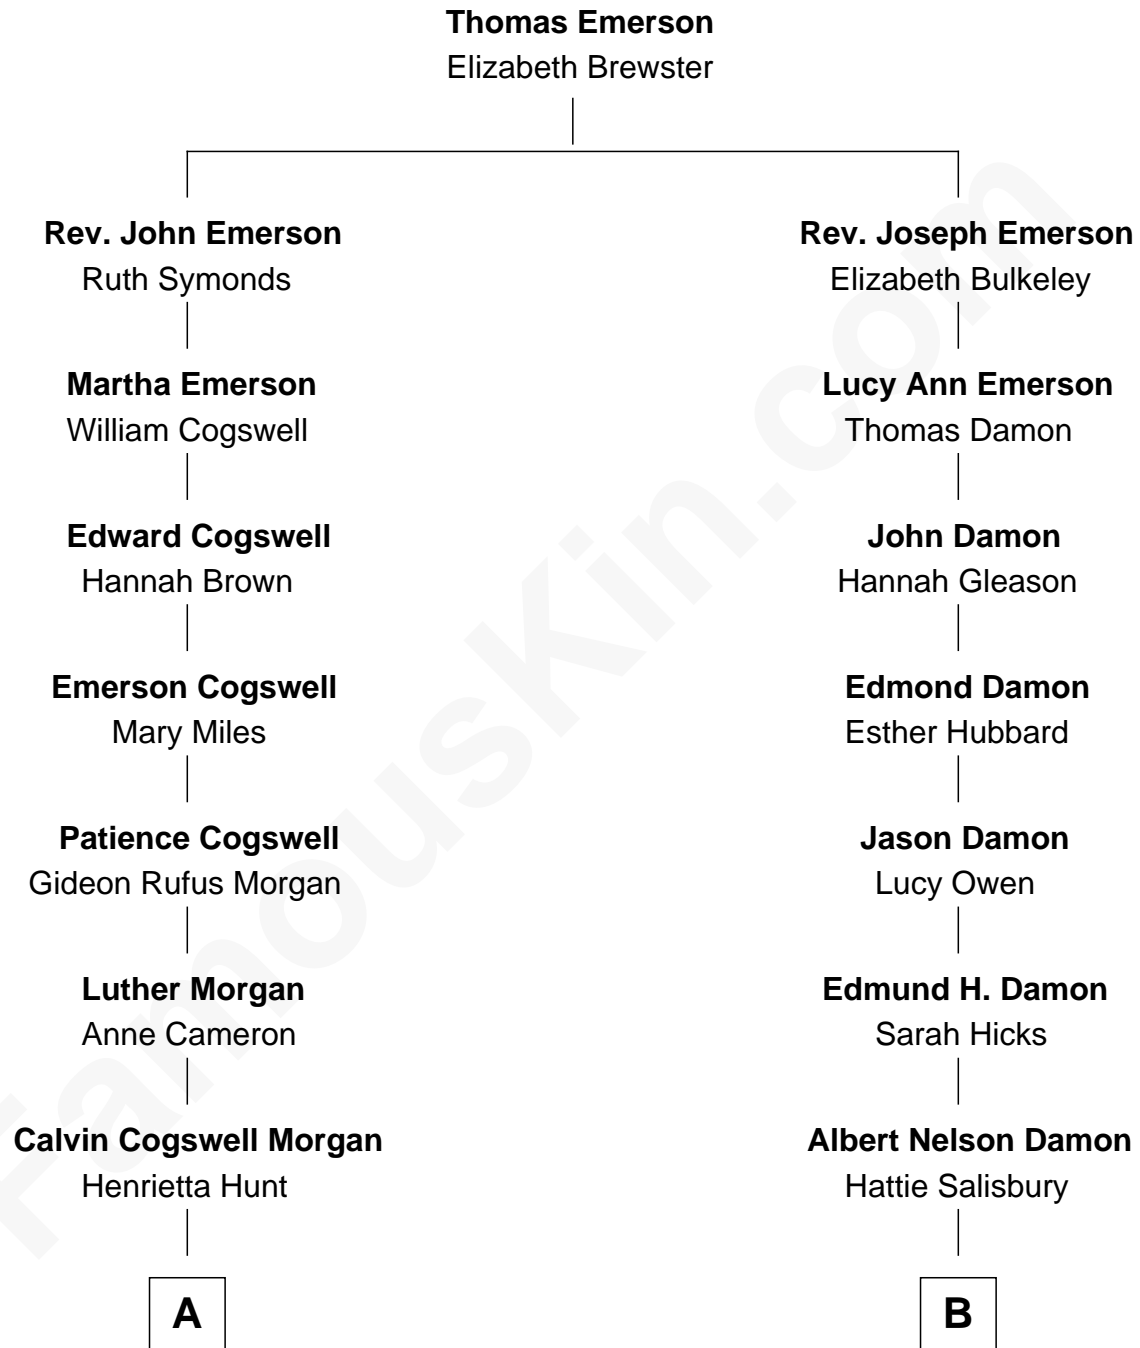 Thomas Emerson
Elizabeth Brewster
Rev. John Emerson
Ruth Symonds
Rev. Joseph Emerson
Elizabeth Bulkeley
Martha Emerson
William Cogswell
Lucy Ann Emerson
Thomas Damon
Edward Cogswell
Hannah Brown
John Damon
Hannah Gleason
Emerson Cogswell
Mary Miles
Edmond Damon
Esther Hubbard
Patience Cogswell
Gideon Rufus Morgan
Jason Damon
Lucy Owen
Luther Morgan
Anne Cameron
Edmund H. Damon
Sarah Hicks
Calvin Cogswell Morgan
Henrietta Hunt
Albert Nelson Damon
Hattie Salisbury
A
B
FamousKin.com